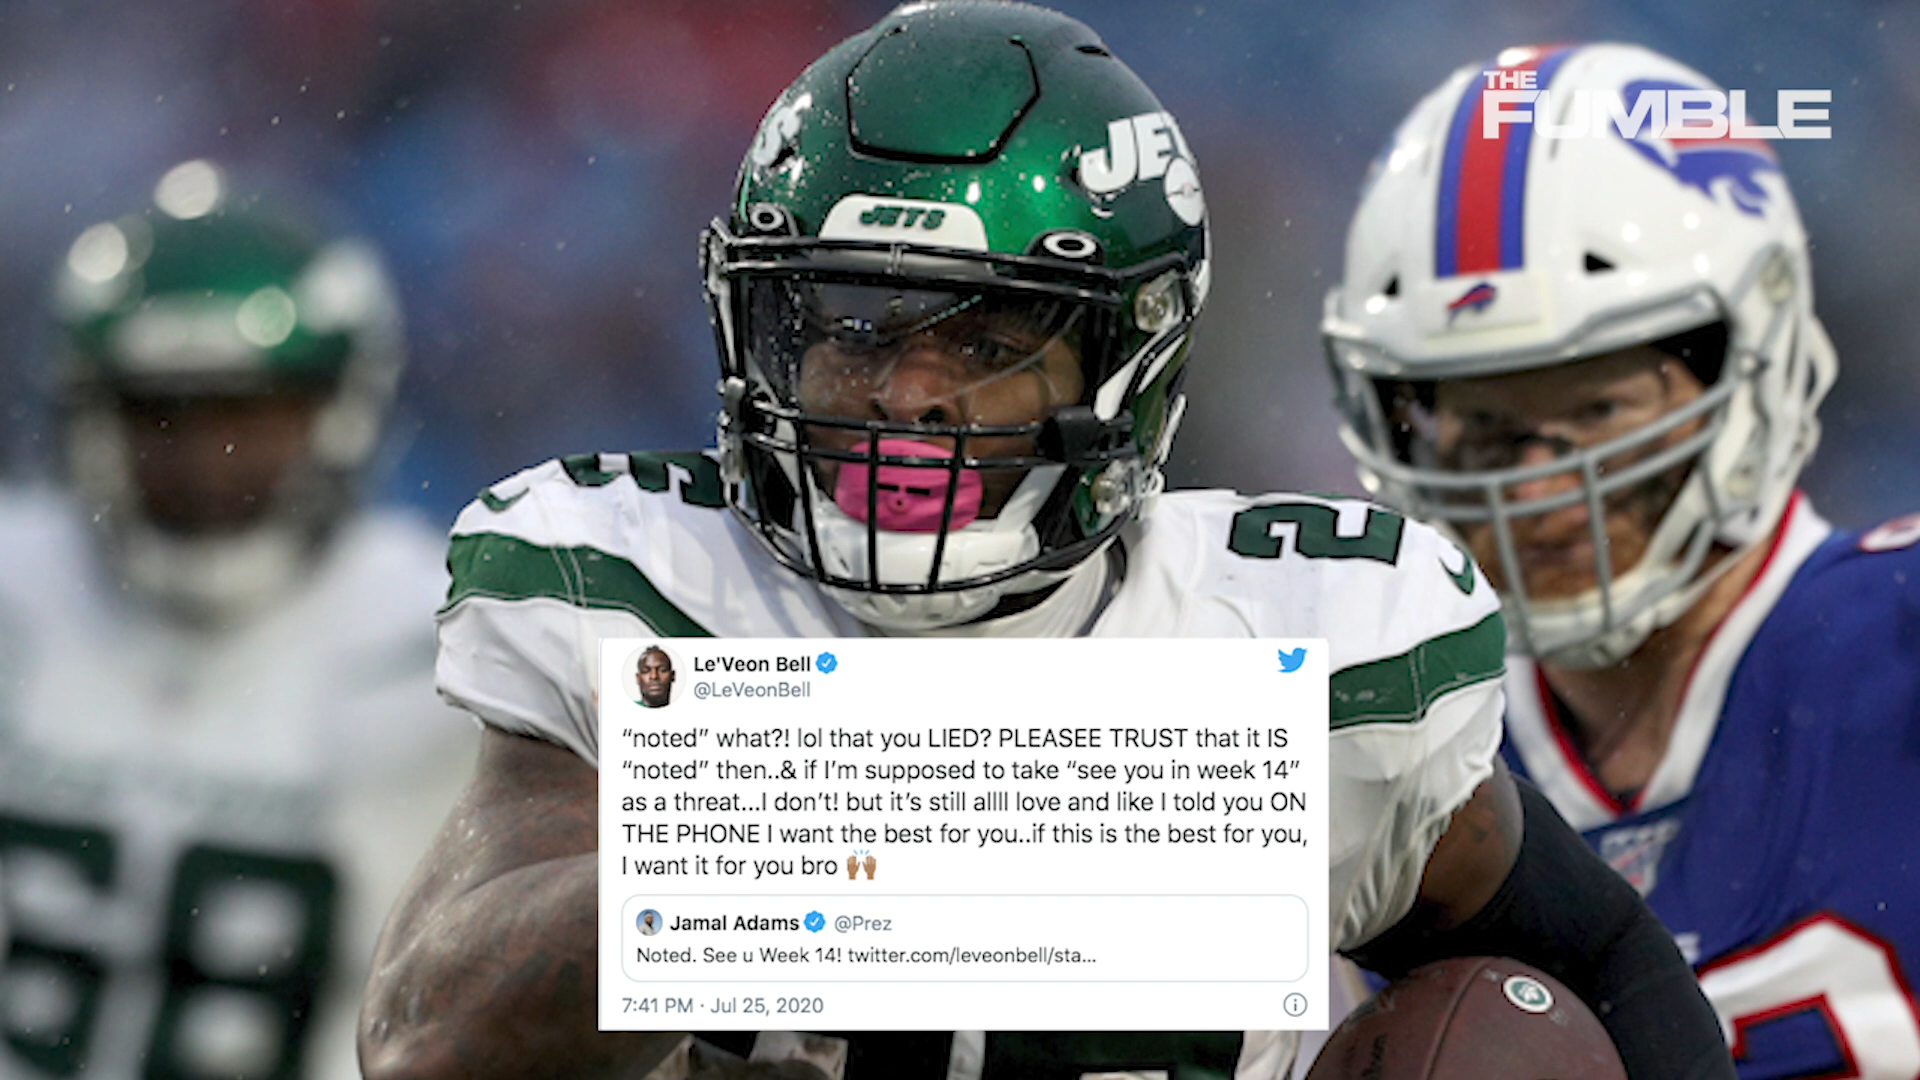 THE
FUMBLE
JETS
JETS
2
68
Le'Veon Bell
@LeVeonBell
“noted” what?! lol that you LIED? PLEASEE TRUST that it IS
“noted” then..& if I’m supposed to take “see you in week 14”
as a threat...I don’t! but it’s still allll love and like I told you ON
THE PHONE I want the best for you..if this is the best for you,
I want it for you bro 🙌🏽
Jamal Adams @Prez
Noted. See u Week 14! twitter.com/leveonbell/sta...
7:41 PM · Jul 25, 2020